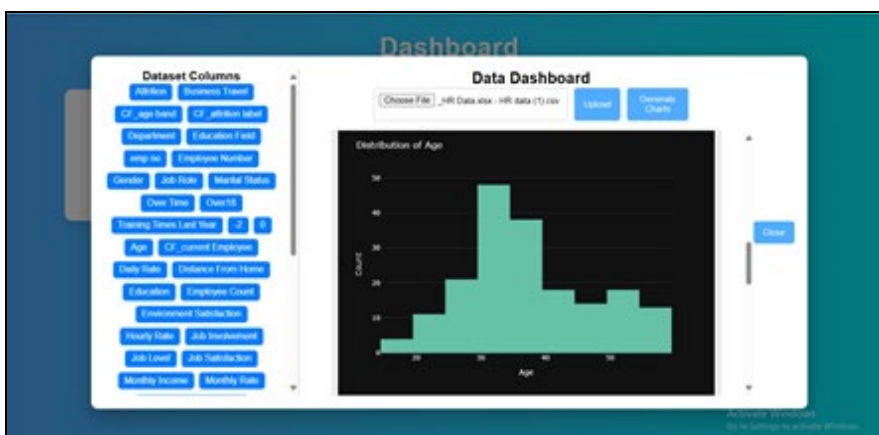 Dashboard
Dataset Columns
Attrition Business Travel
CF_age band CF_attrition label
Department Education Field
emp no Employee Number
Gender Job Role Marital Status
Over Time Over18
Training Times Last Year -2 0
Age CF_current Employee
Daily Rate Distance From Home
Education Employee Count
Environment Satisfaction
Hourly Rate Job Involvement
Job Level Job Satisfaction
Monthly Income Monthly Rate
Data Dashboard
Choose File _HR Data.xlsx - HR data (1).csv
Upload
Generate
Charts
Distribution of Age
50
40
30
20
10
0
Count
20 30 40 50
Age
Close
Activate Windows
Go to Settings to activate Windows.